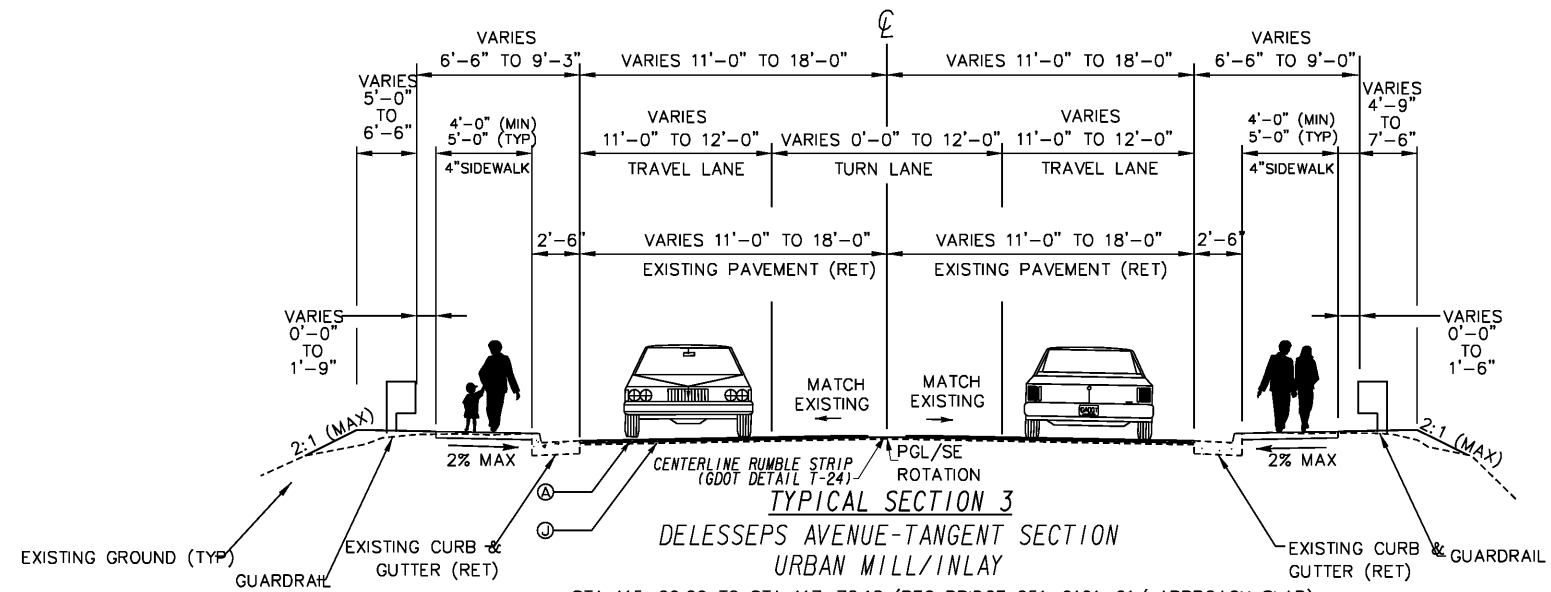 ℄
VARIES
6'-6" TO 9'-3"
VARIES 11'-0" TO 18'-0"
VARIES 11'-0" TO 18'-0"
VARIES
6'-6" TO 9'-0"
VARIES
5'-0"
TO
6'-6"
4'-0" (MIN)
5'-0" (TYP)
4"SIDEWALK
VARIES
11'-0" TO 12'-0"
TRAVEL LANE
VARIES 0'-0" TO 12'-0"
TURN LANE
VARIES
11'-0" TO 12'-0"
TRAVEL LANE
4'-0" (MIN)
5'-0" (TYP)
4"SIDEWALK
VARIES
4'-9"
TO
7'-6"
2'-6"
VARIES 11'-0" TO 18'-0"
EXISTING PAVEMENT (RET)
VARIES 11'-0" TO 18'-0"
EXISTING PAVEMENT (RET)
2'-6"
VARIES
0'-0"
TO
1'-9"
VARIES
0'-0"
TO
1'-6"
MATCH
EXISTING
MATCH
EXISTING
2:1 (MAX)
2% MAX
CENTERLINE RUMBLE STRIP
(GDOT DETAIL T-24)
PGL/SE
ROTATION
2% MAX
2:1 (MAX)
A
J
EXISTING GROUND (TYP)
GUARDRAIL
EXISTING CURB &
GUTTER (RET)
TYPICAL SECTION 3
DELESSEPS AVENUE-TANGENT SECTION
URBAN MILL/INLAY
EXISTING CURB &
GUTTER (RET)
GUARDRAIL